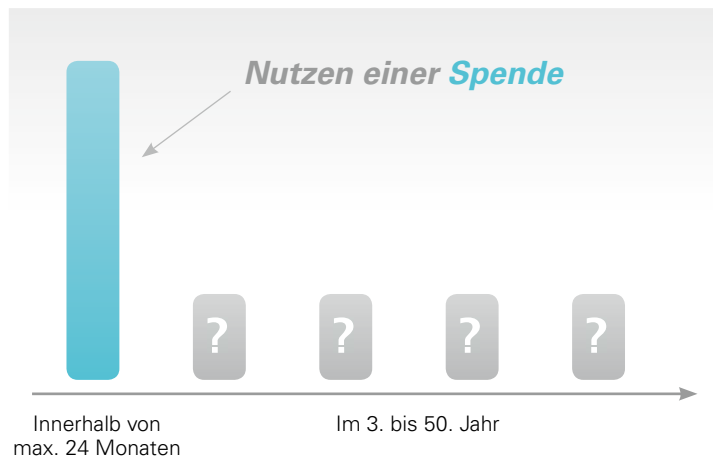 Nutzen einer Spende
? ? ? ?
Innerhalb von
max. 24 Monaten
Im 3. bis 50. Jahr